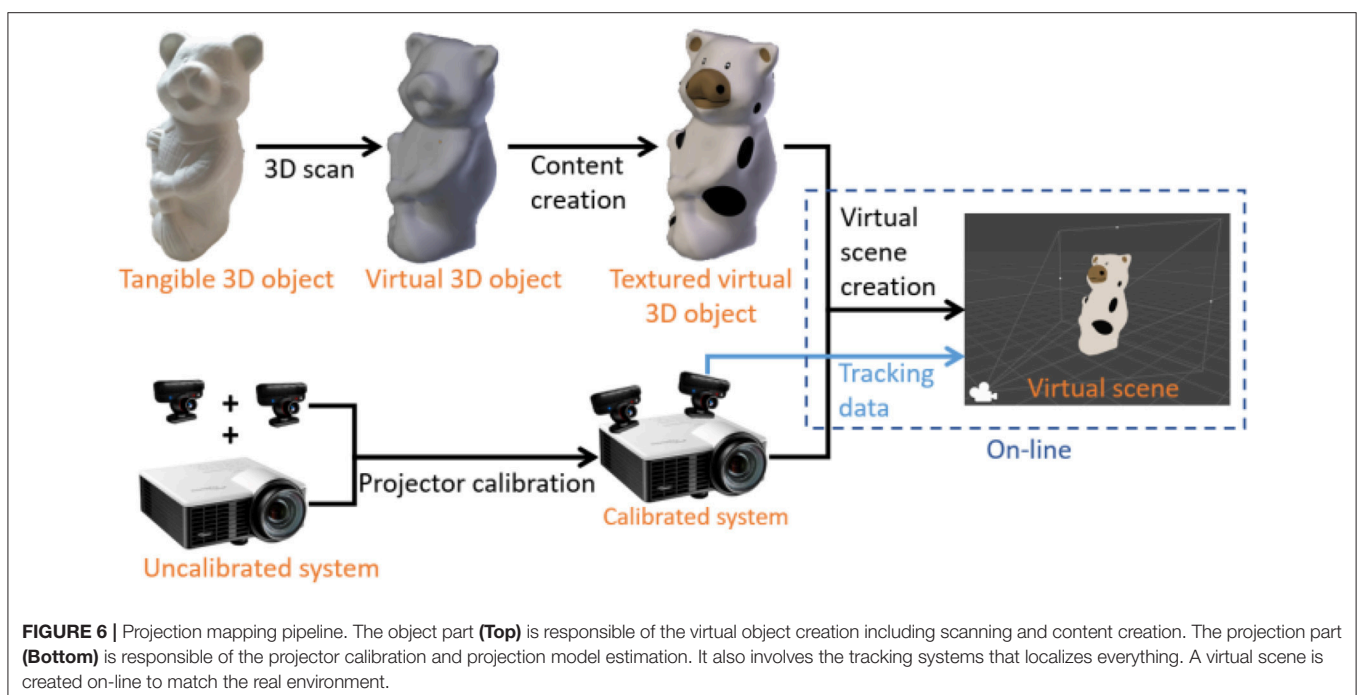 3D scan
Content
creation
Tangible 3D object
Virtual 3D object
Textured virtual
3D object
Virtual
scene
creation
Tracking
data
Virtual scene
On-line
+
+
Projector calibration
Uncalibrated system
Calibrated system
FIGURE 6 | Projection mapping pipeline. The object part (Top) is responsible of the virtual object creation including scanning and content creation. The projection part
(Bottom) is responsible of the projector calibration and projection model estimation. It also involves the tracking systems that localizes everything. A virtual scene is
created on-line to match the real environment.